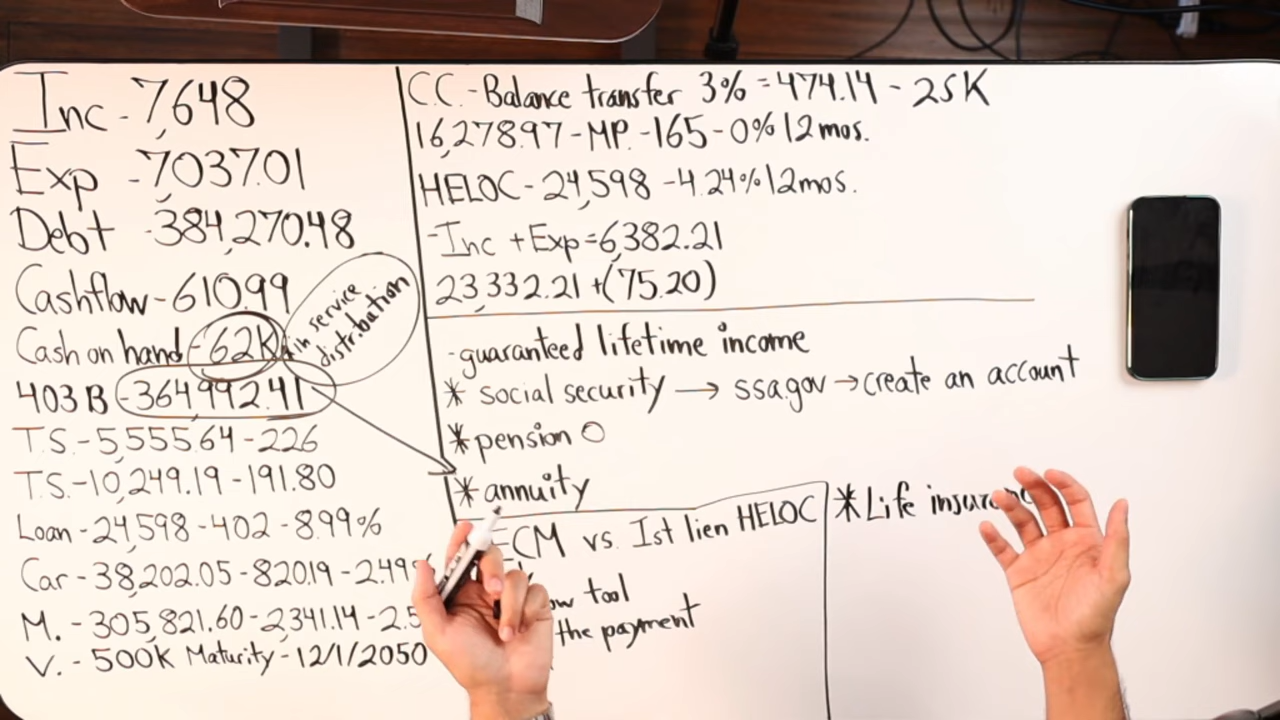 Inc - 7,648
Exp - 7,037.01
Debt - 384,270.48
Cashflow - 610.99
Cash on hand - 62K
in service
distribution
403B - 364,992.41
T.S. - 5,555.64 - 226
T.S. - 10,249.19 - 191.80
Loan - 24,598 - 402 - 8.99%
Car - 38,202.05 - 820.19 - 2.49
M. - 305,821.60 - 2,341.14 - 2.5
V. - 500K Maturity - 12/1/2050
C.C. - Balance transfer 3% = 474.14 - 25K
16,278.97 - MP. - 165 - 0% 12 mos.
HELOC - 24,598 - 4.24% 12 mos.
- Inc + Exp = 6,382.21
23,332.21 + (75.20)
- guaranteed lifetime income
* social security → ssa.gov → create an account
* pension 0
* annuity
ECM vs. 1st lien HELOC
tool
the payment
* Life